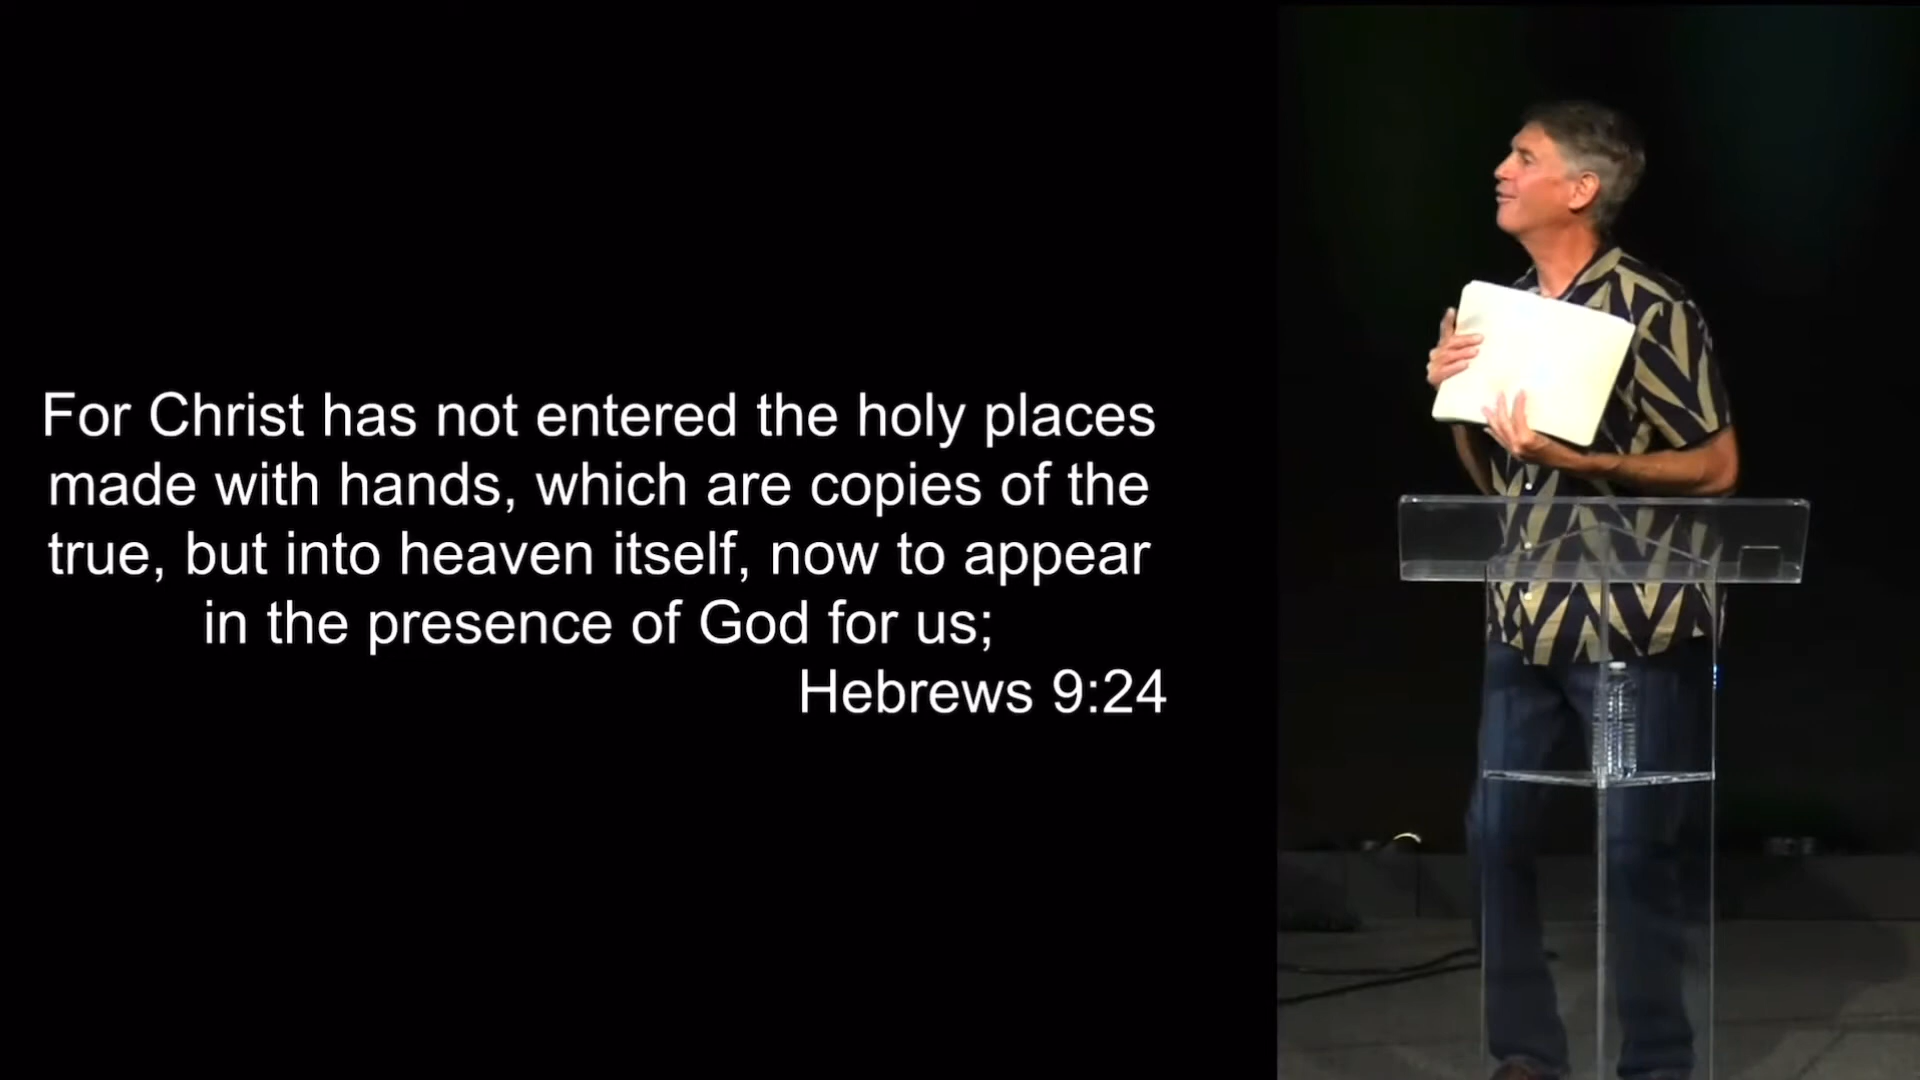 For Christ has not entered the holy places
made with hands, which are copies of the
true, but into heaven itself, now to appear
in the presence of God for us;
Hebrews 9:24